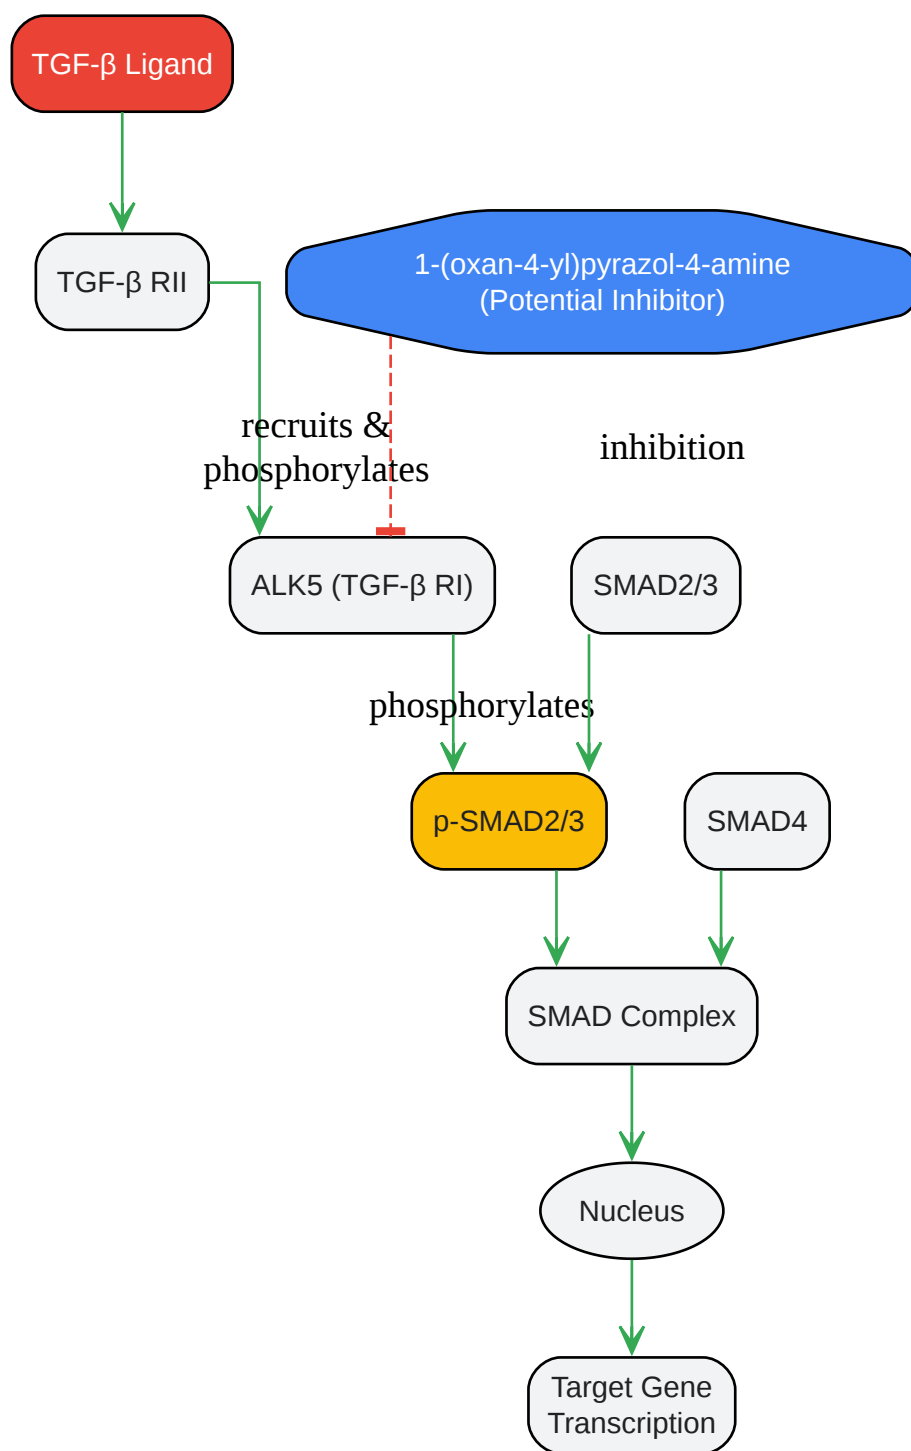 TGF-β Ligand
TGF-β RII
1-(oxan-4-yl)pyrazol-4-amine
(Potential Inhibitor)
recruits &
phosphorylates
inhibition
ALK5 (TGF-β RI)
SMAD2/3
phosphorylates
p-SMAD2/3
SMAD4
SMAD Complex
Nucleus
Target Gene
Transcription